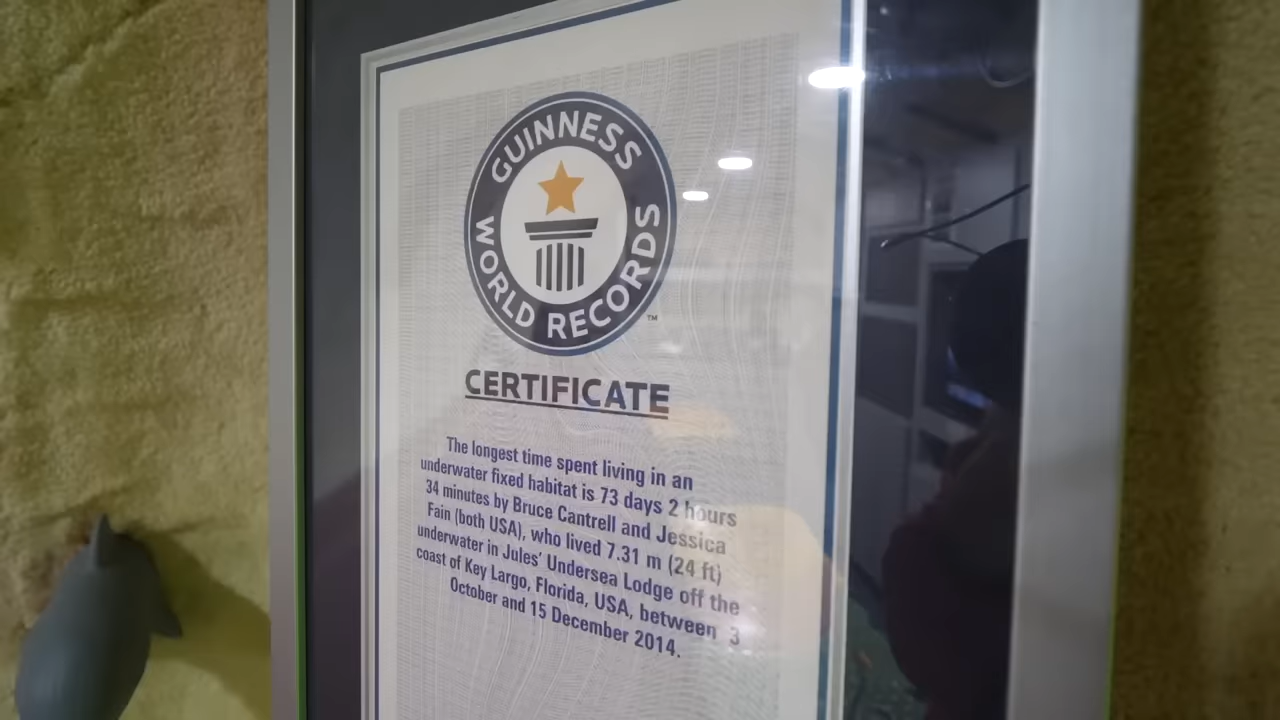 GUINNESS
WORLD RECORDS
™
CERTIFICATE
The longest time spent living in an
underwater fixed habitat is 73 days 2 hours
34 minutes by Bruce Cantrell and Jessica
Fain (both USA), who lived 7.31 m (24 ft)
underwater in Jules' Undersea Lodge off the
coast of Key Largo, Florida, USA, between 3
October and 15 December 2014.